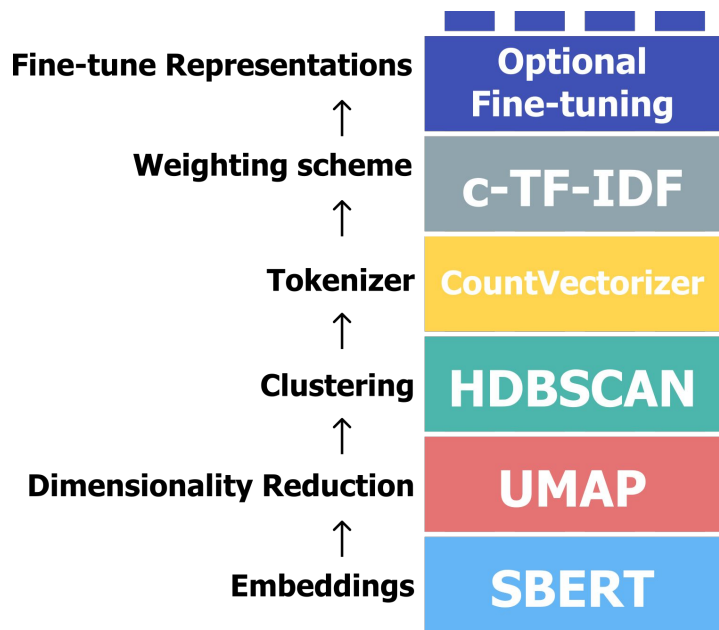 Fine-tune Representations
Optional
Fine-tuning
Weighting scheme
c-TF-IDF
Tokenizer
CountVectorizer
Clustering
HDBSCAN
Dimensionality Reduction
UMAP
Embeddings
SBERT